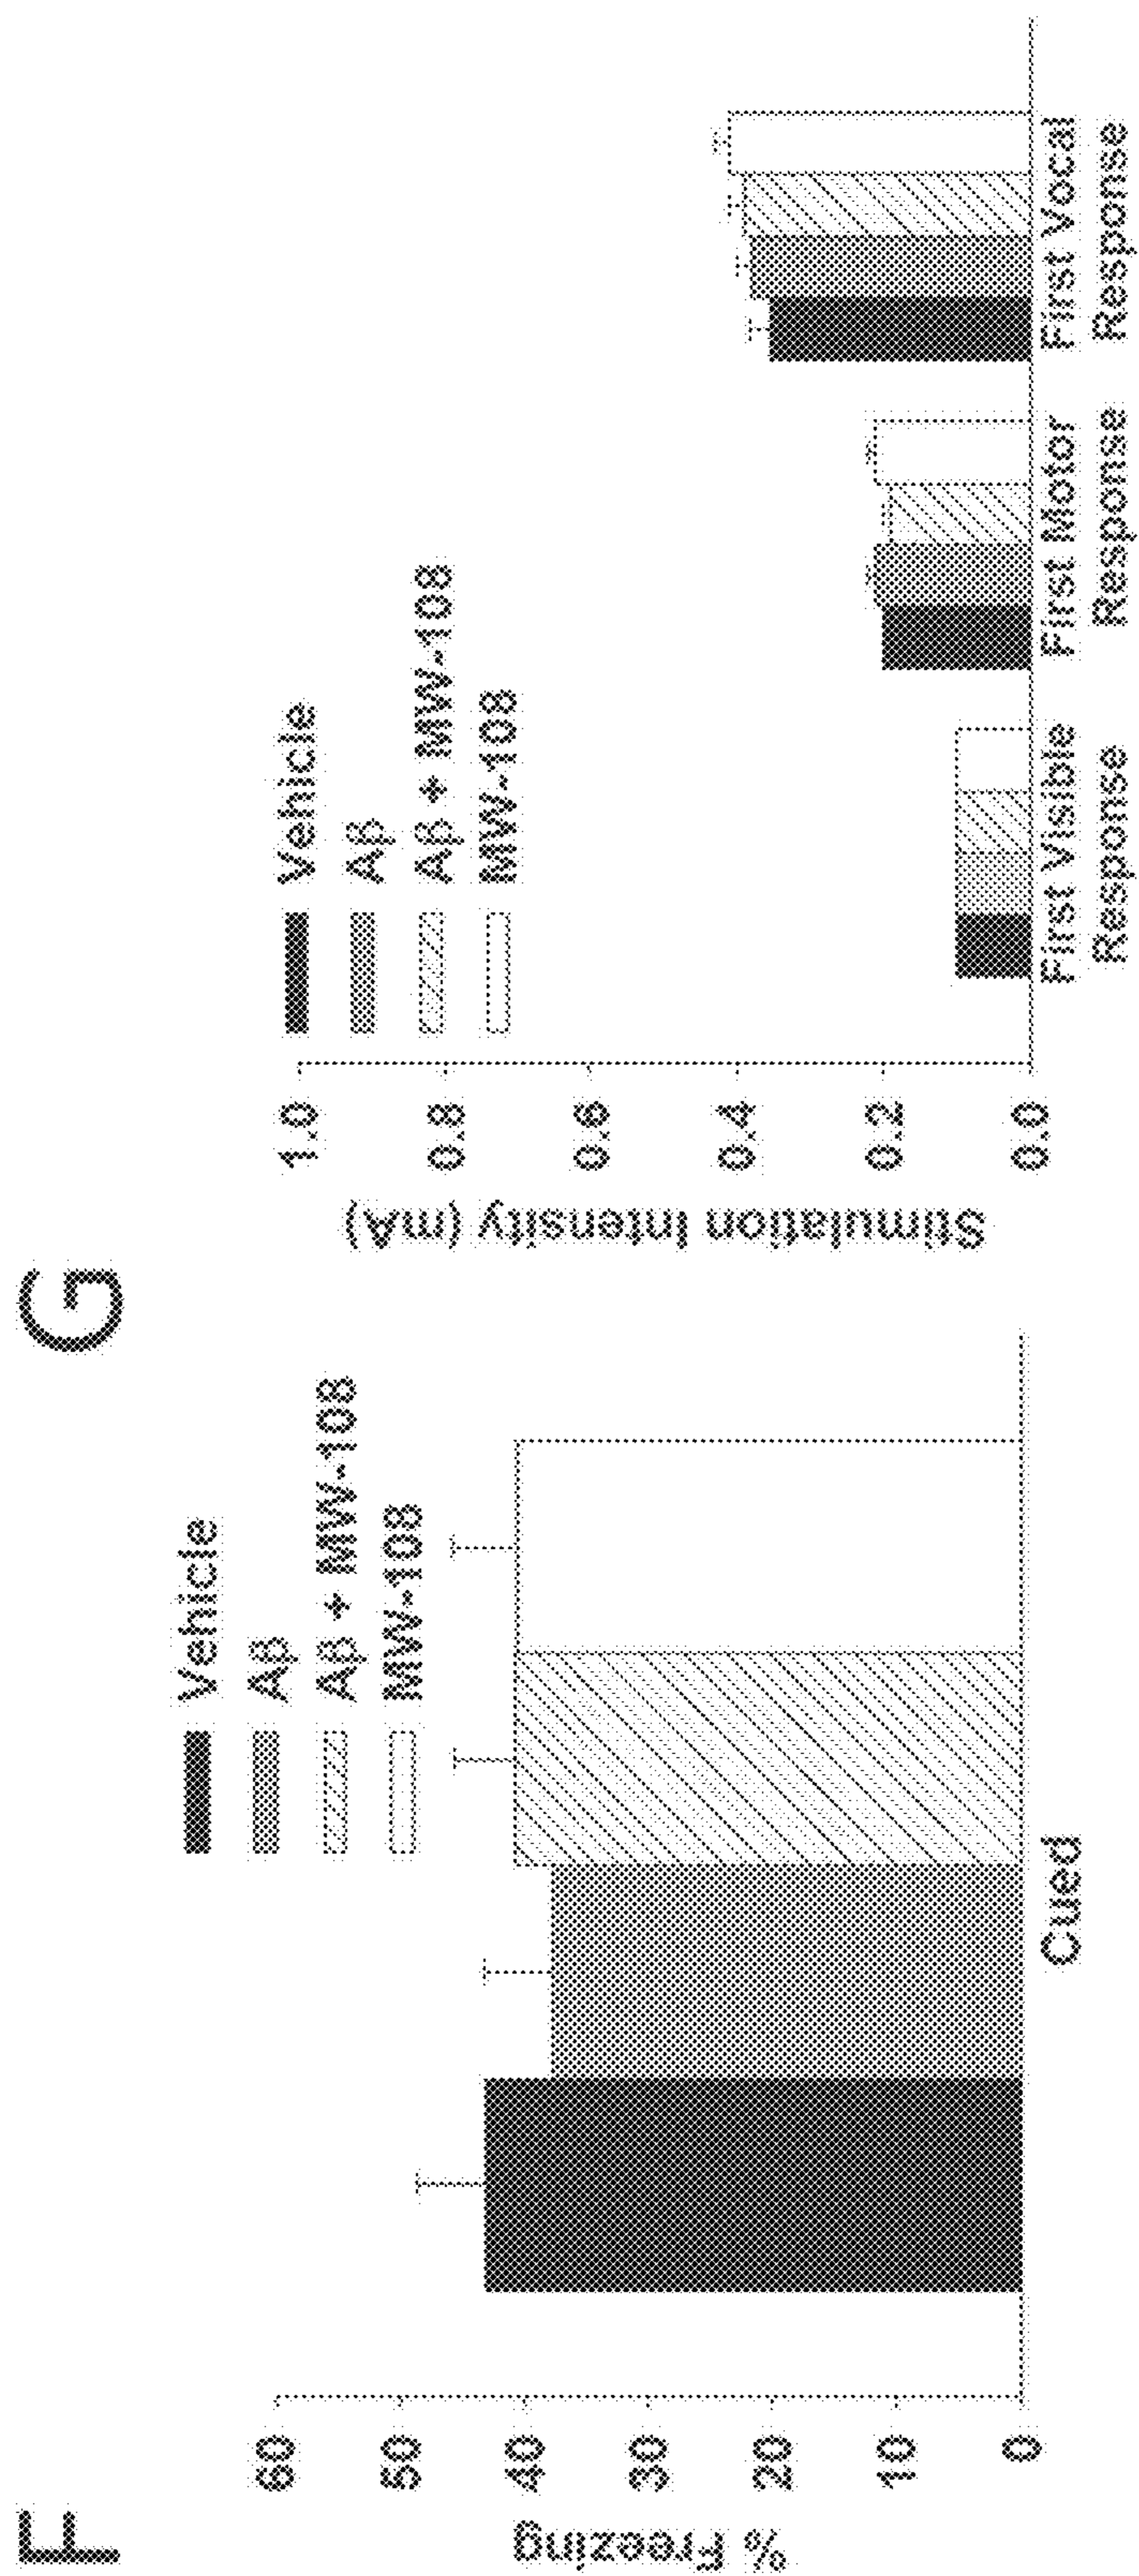 F
% Freezing
60
50
40
30
20
10
0
Vehicle
Aβ
Aβ + MW-108
MW-108
Cued
G
Stimulation Intensity (mA)
1.0
0.8
0.6
0.4
0.2
0.0
Vehicle
Aβ
Aβ + MW-108
MW-108
First Visible
Response
First Motor
Response
First Vocal
Response